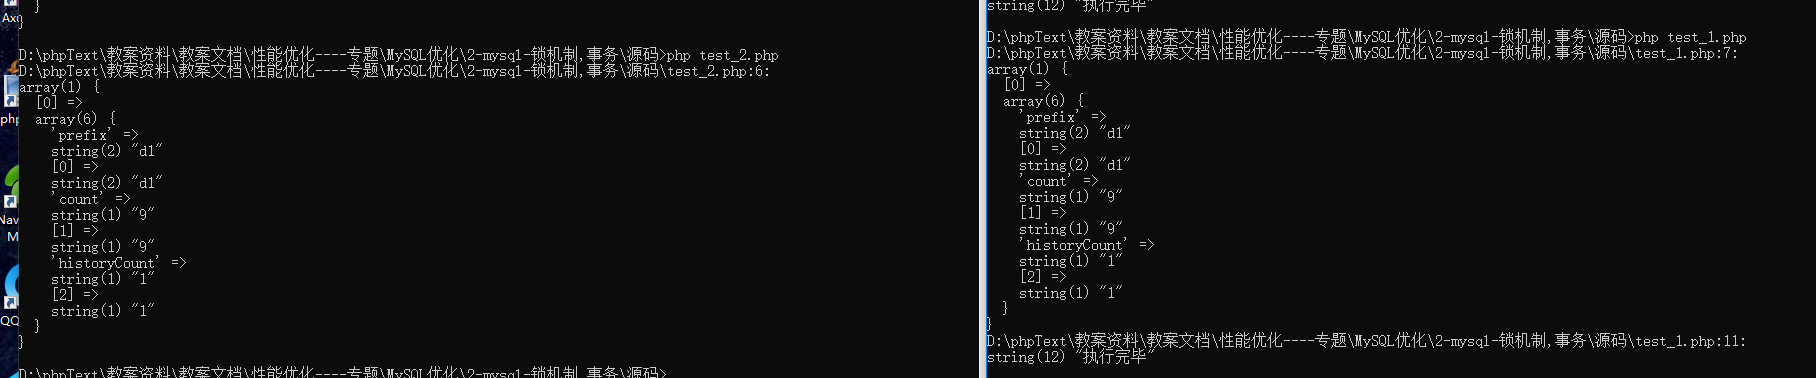 }
}
D:\phpText\教案资料\教案文档\性能优化----专题\MySQL优化\2-mysql-锁机制,事务\源码>php test_2.php
D:\phpText\教案资料\教案文档\性能优化----专题\MySQL优化\2-mysql-锁机制,事务\源码\test_2.php:6:
array(1) {
[0] =>
array(6) {
'prefix' =>
string(2) "d1"
[0] =>
string(2) "d1"
'count' =>
string(1) "9"
[1] =>
string(1) "9"
'historyCount' =>
string(1) "1"
[2] =>
string(1) "1"
}
}
D:\phpText\教案资料\教案文档\性能优化----专题\MySQL优化\2-mysql-锁机制,事务\源码>
string(12) "执行完毕"
D:\phpText\教案资料\教案文档\性能优化----专题\MySQL优化\2-mysql-锁机制,事务\源码>php test_1.php
D:\phpText\教案资料\教案文档\性能优化----专题\MySQL优化\2-mysql-锁机制,事务\源码\test_1.php:7:
array(1) {
[0] =>
array(6) {
'prefix' =>
string(2) "d1"
[0] =>
string(2) "d1"
'count' =>
string(1) "9"
[1] =>
string(1) "9"
'historyCount' =>
string(1) "1"
[2] =>
string(1) "1"
}
}
D:\phpText\教案资料\教案文档\性能优化----专题\MySQL优化\2-mysql-锁机制,事务\源码\test_1.php:11:
string(12) "执行完毕"
Ax
php
Nav
M
QQ